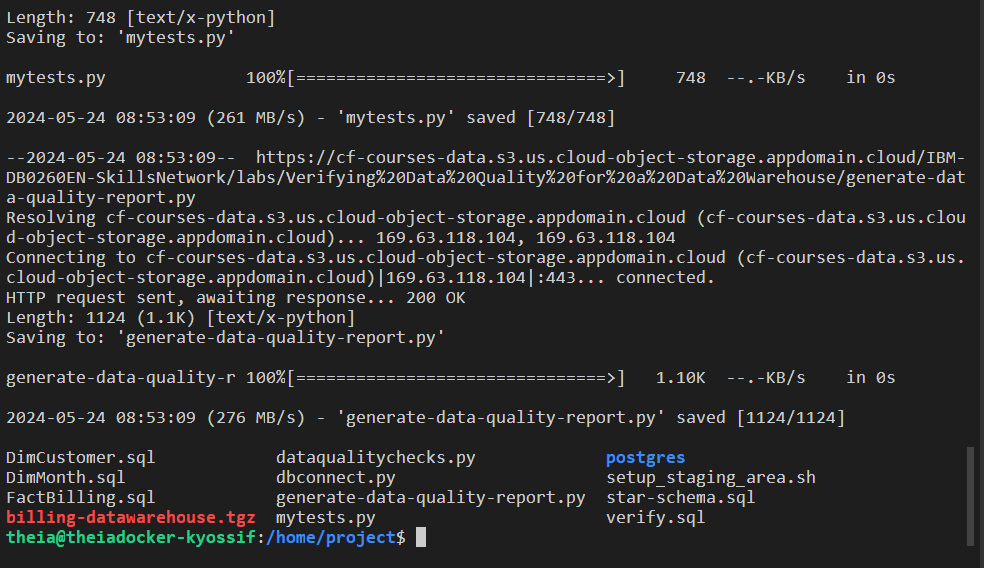 Length: 748 [text/x-python]
Saving to: 'mytests.py'
mytests.py 100%[===============================>] 748 --.-KB/s in 0s
2024-05-24 08:53:09 (261 MB/s) - 'mytests.py' saved [748/748]
--2024-05-24 08:53:09-- https://cf-courses-data.s3.us.cloud-object-storage.appdomain.cloud/IBM-
DB0260EN-SkillsNetwork/labs/Verifying%20Data%20Quality%20for%20a%20Data%20Warehouse/generate-dat
a-quality-report.py
Resolving cf-courses-data.s3.us.cloud-object-storage.appdomain.cloud (cf-courses-data.s3.us.clou
d-object-storage.appdomain.cloud)... 169.63.118.104, 169.63.118.104
Connecting to cf-courses-data.s3.us.cloud-object-storage.appdomain.cloud (cf-courses-data.s3.us.
cloud-object-storage.appdomain.cloud)|169.63.118.104|:443... connected.
HTTP request sent, awaiting response... 200 OK
Length: 1124 (1.1K) [text/x-python]
Saving to: 'generate-data-quality-report.py'
generate-data-quality-r 100%[===============================>] 1.10K --.-KB/s in 0s
2024-05-24 08:53:09 (276 MB/s) - 'generate-data-quality-report.py' saved [1124/1124]
DimCustomer.sql dataqualitychecks.py postgres
DimMonth.sql dbconnect.py setup_staging_area.sh
FactBilling.sql generate-data-quality-report.py star-schema.sql
billing-datawarehouse.tgz mytests.py verify.sql
theia@theiadocker-kyossif:/home/project$